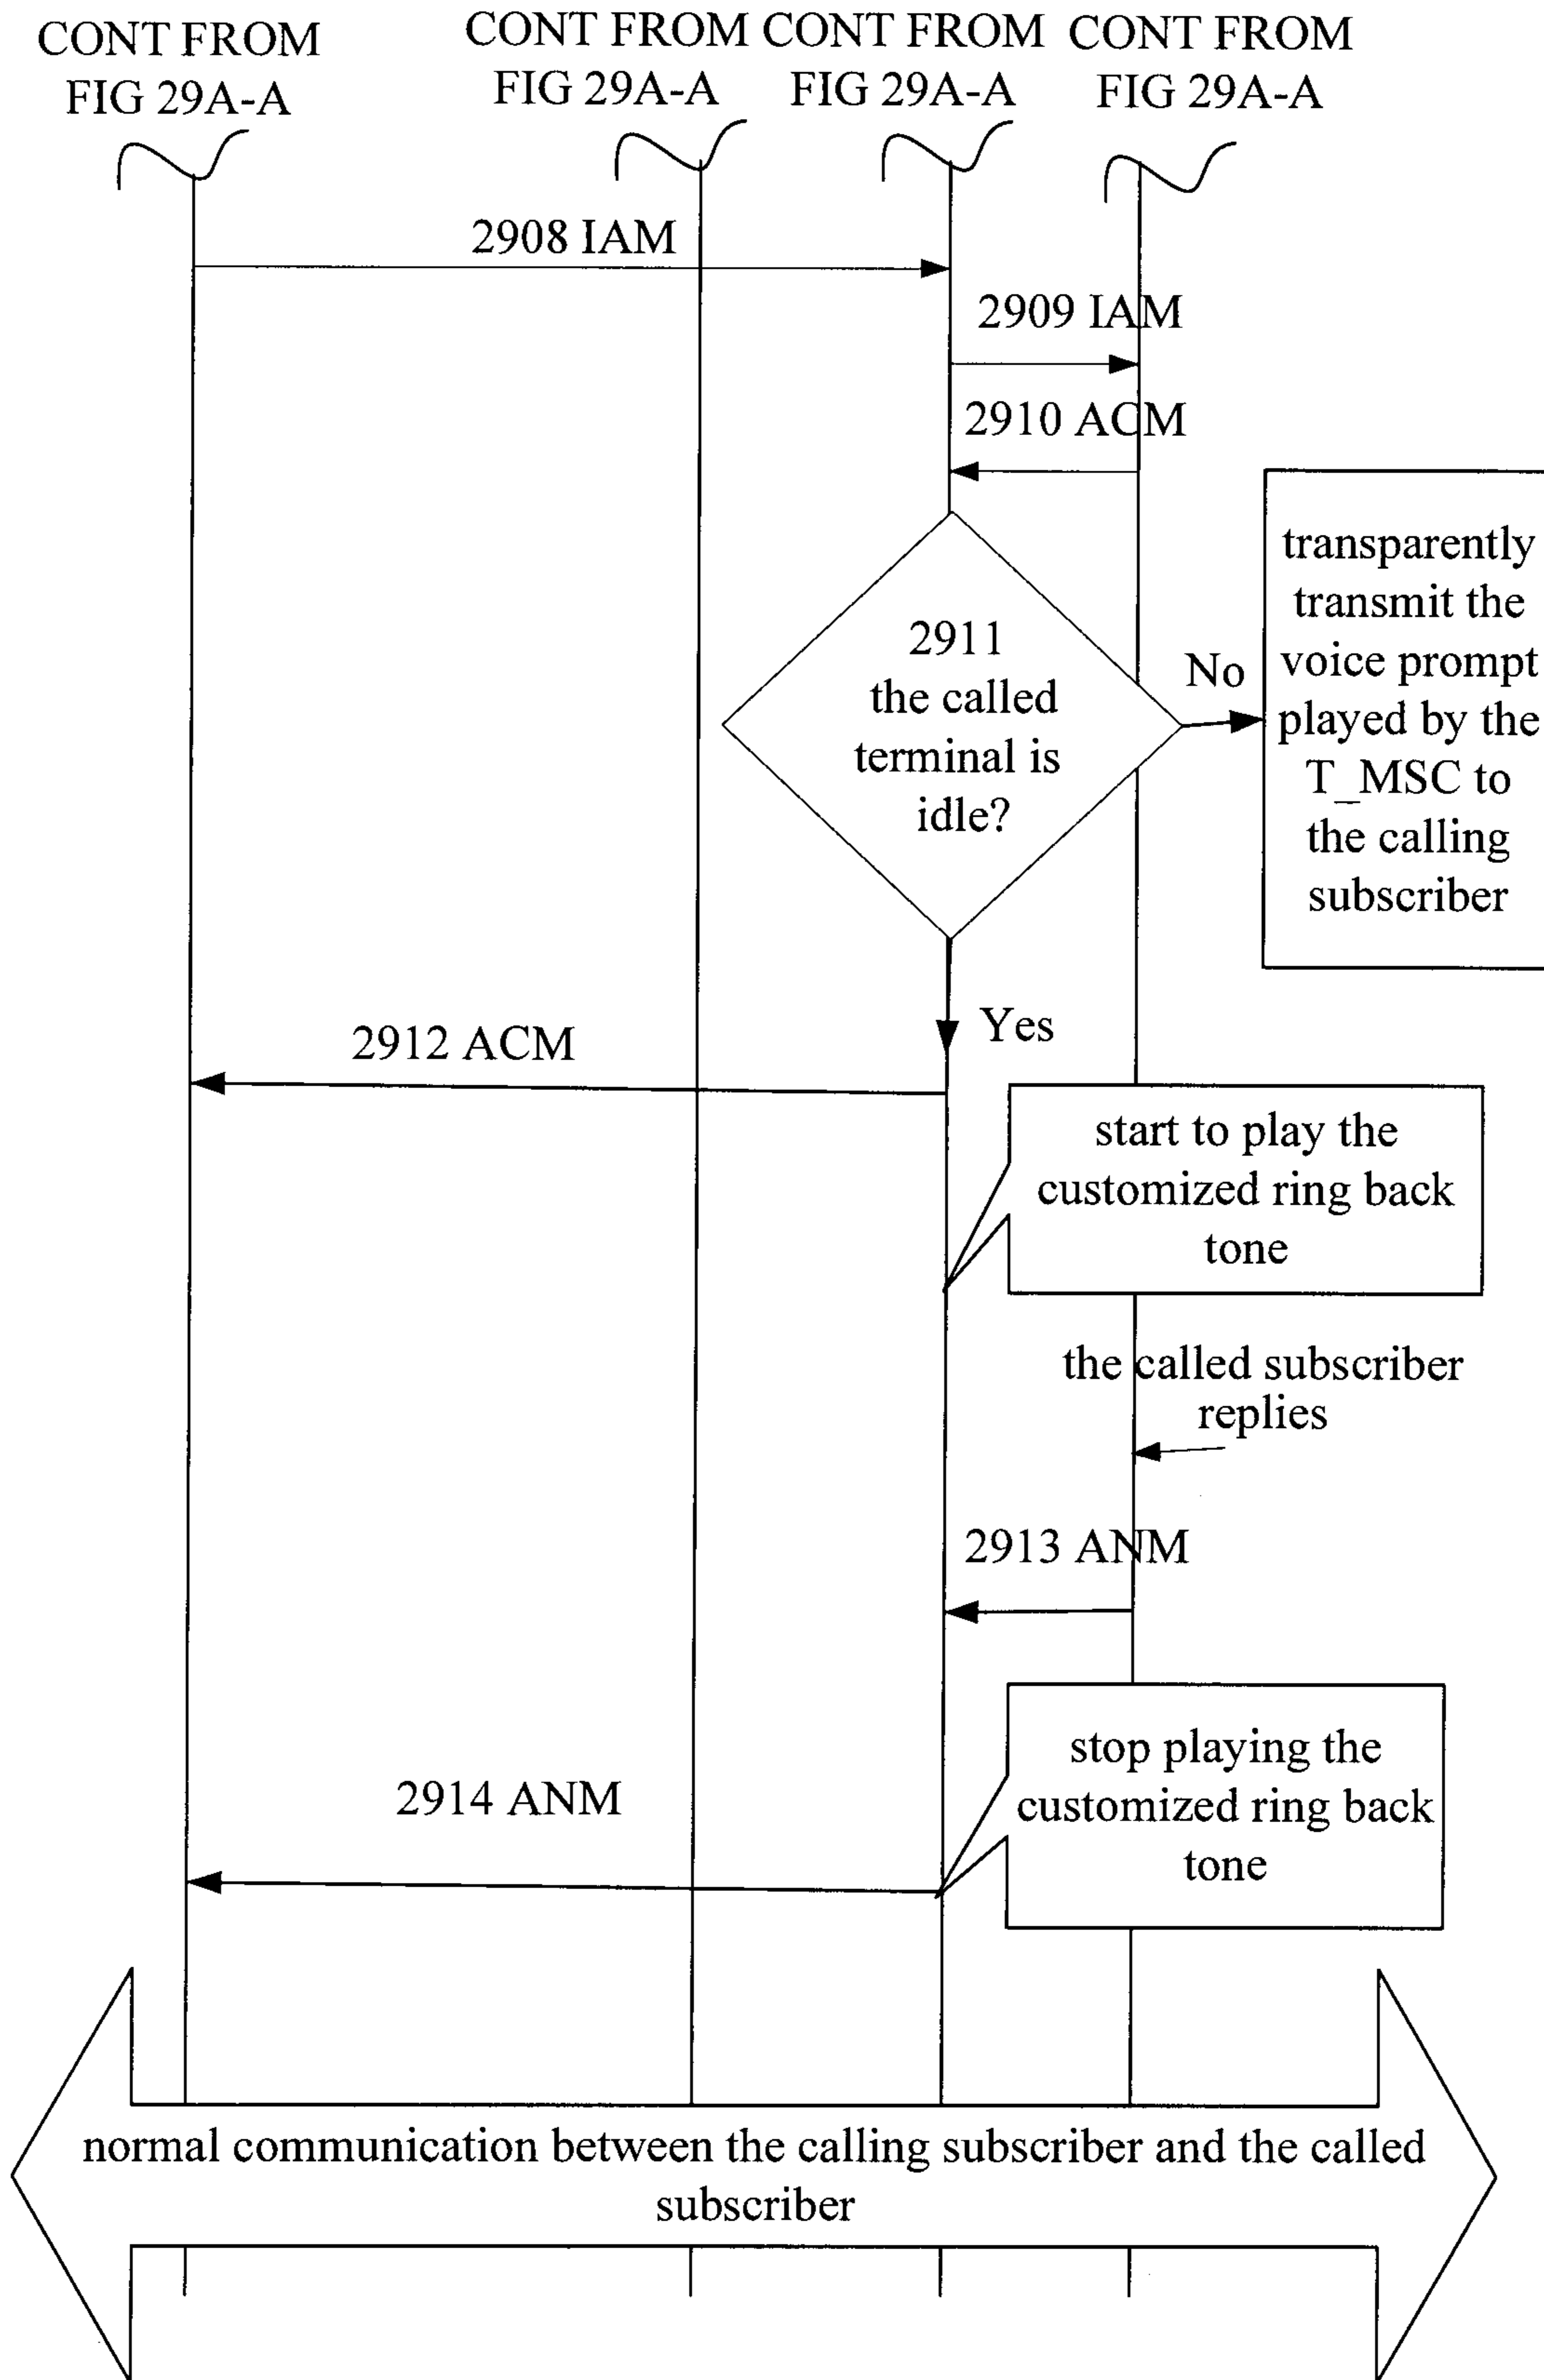 CONT FROM
FIG 29A-A
CONT FROM
FIG 29A-A
CONT FROM
FIG 29A-A
CONT FROM
FIG 29A-A
2908 IAM
2909 IAM
2910 ACM
2911
the called
terminal is
idle?
No
transparently
transmit the
voice prompt
played by the
T_MSC to
the calling
subscriber
Yes
2912 ACM
start to play the
customized ring back
tone
the called subscriber
replies
2913 ANM
stop playing the
customized ring back
tone
2914 ANM
normal communication between the calling subscriber and the called
subscriber